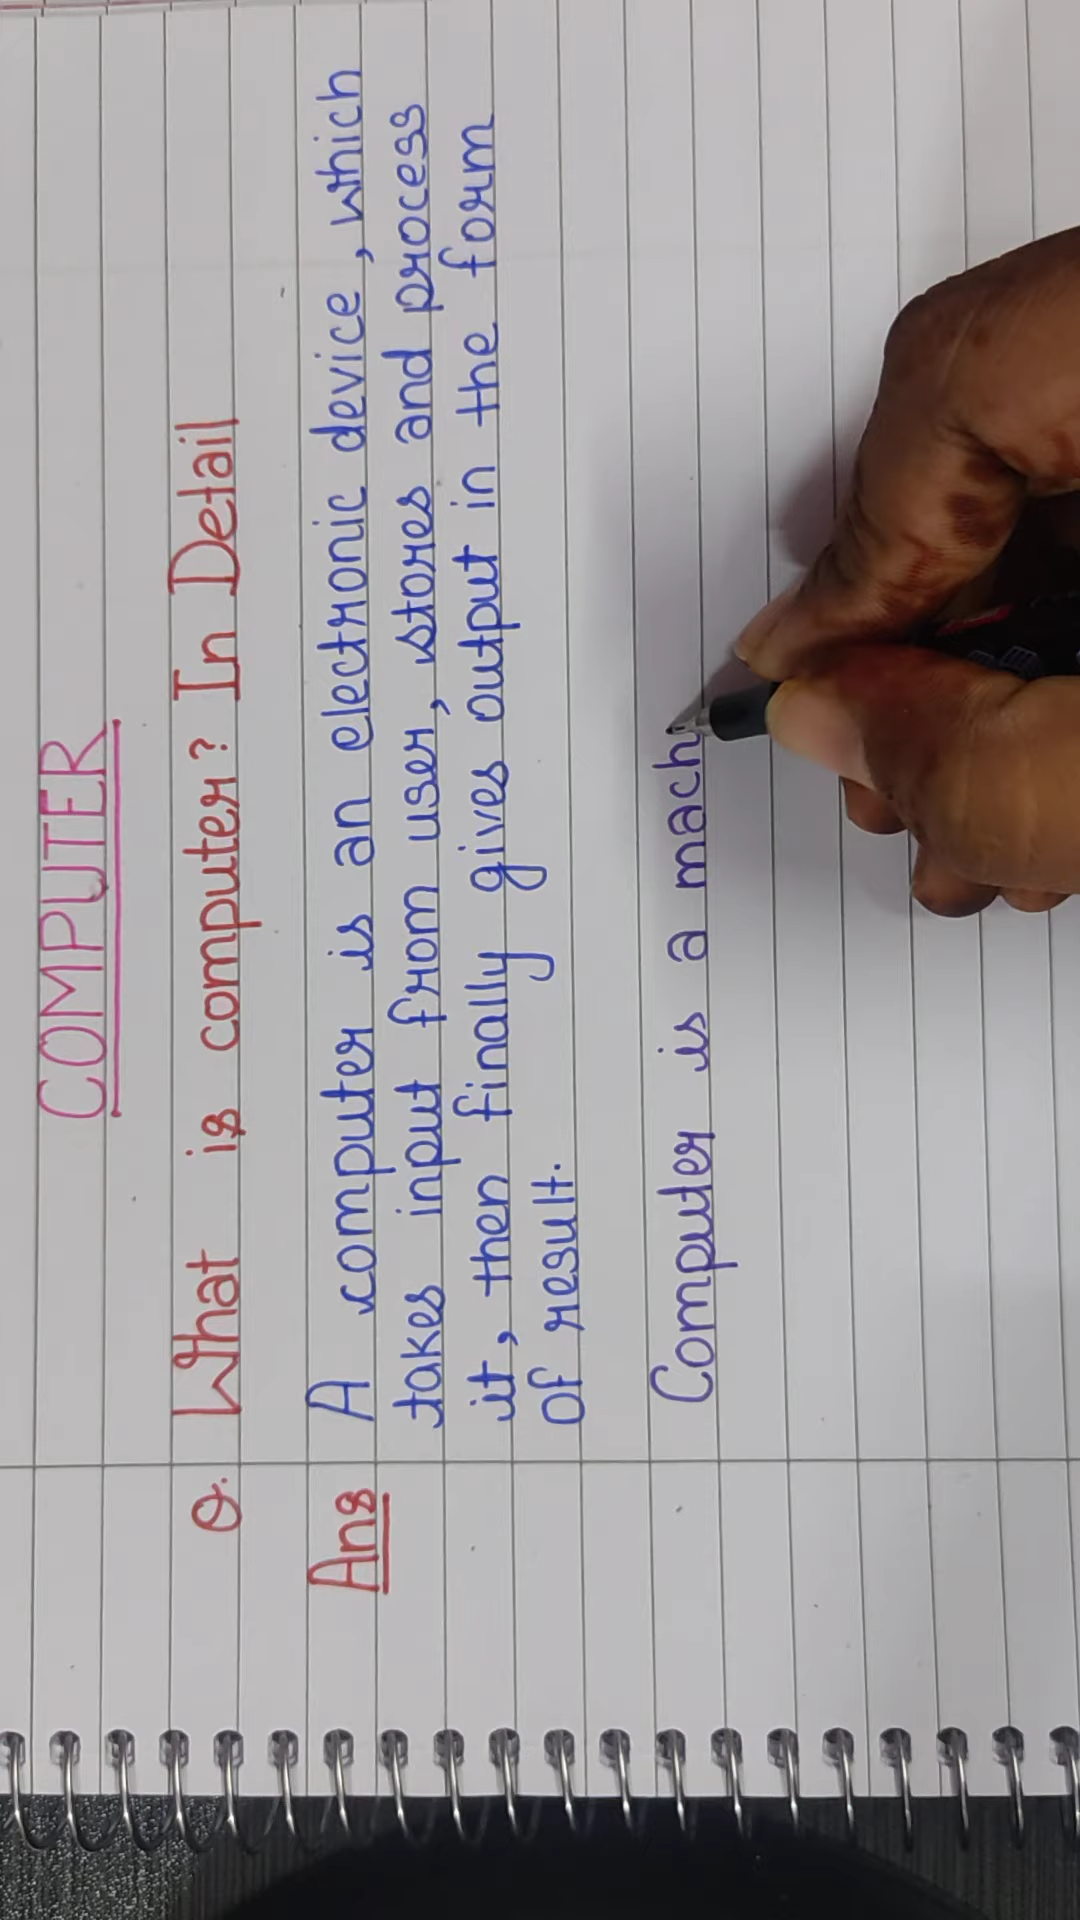 COMPUTER
Q. What is computer? In Detail
Ans A computer is an electronic device, which
takes input from user, stores and process
it, then finally gives output in the form
of result.
Computer is a mach